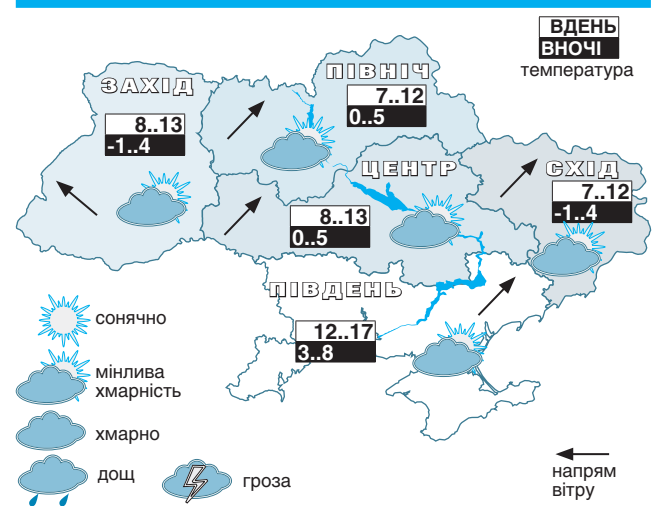 ВДЕНЬ
ВНОЧІ
температура
ПІВНІЧ
7..12
0..5
ЗАХІД
8..13
-1..4
ЦЕНТР
8..13
0..5
СХІД
7..12
-1..4
ПІВДЕНЬ
12..17
3..8
сонячно
мінлива
хмарність
хмарно
дощ
гроза
напрям
вітру